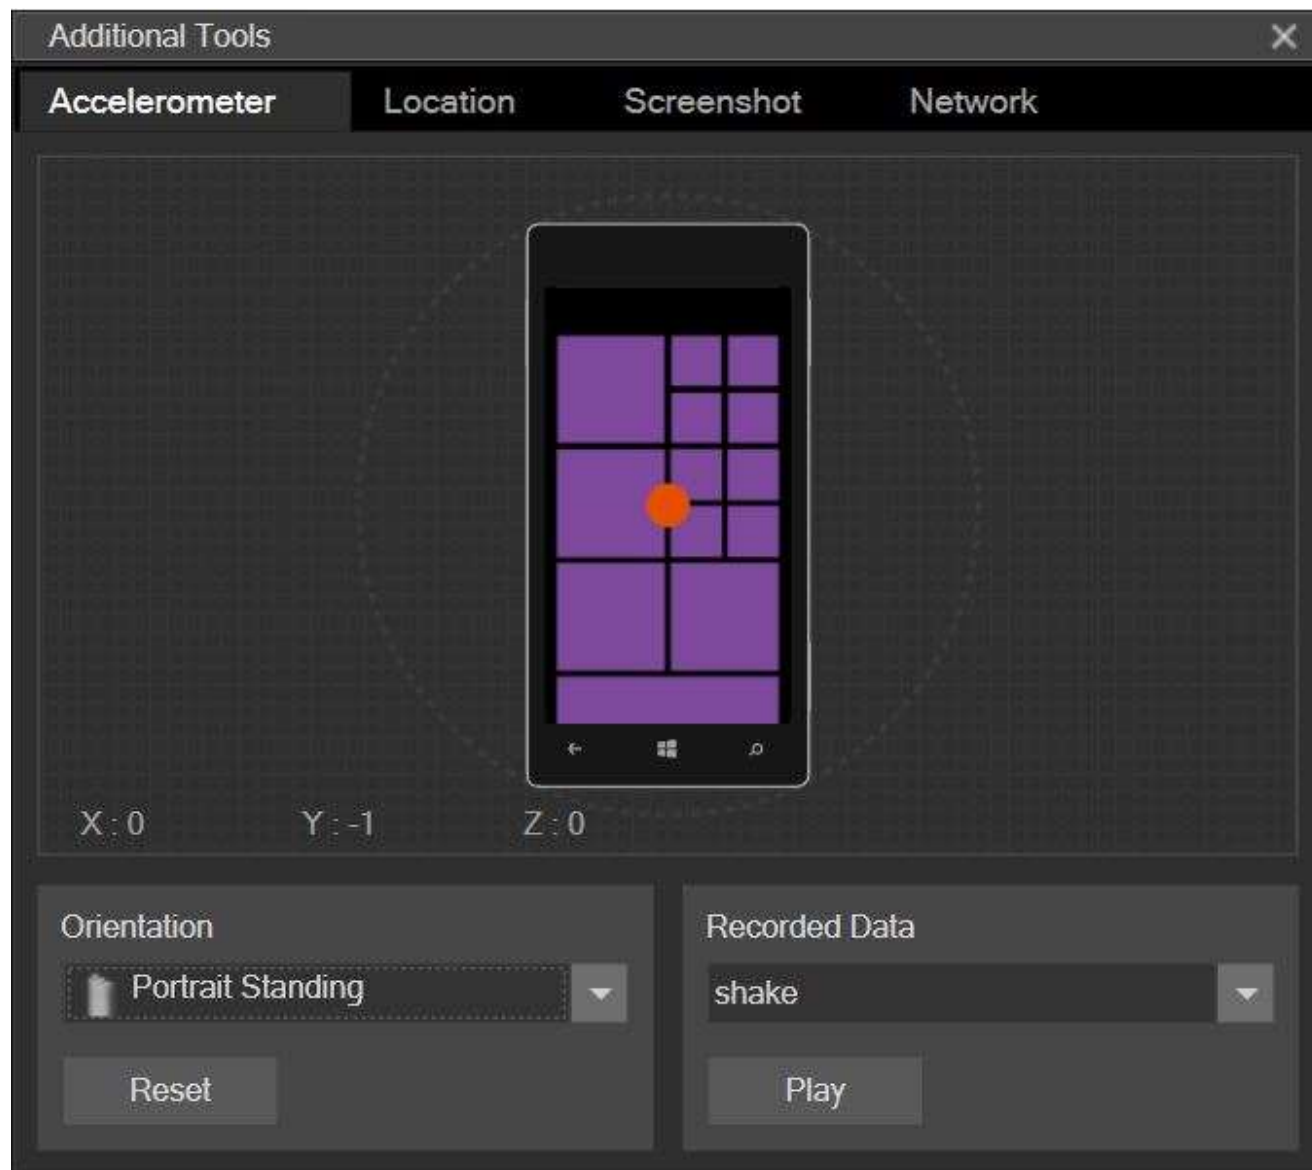 Additional Tools
Accelerometer Location Screenshot Network
X : 0 Y : -1 Z : 0
Orientation
Portrait Standing
Reset
Recorded Data
shake
Play